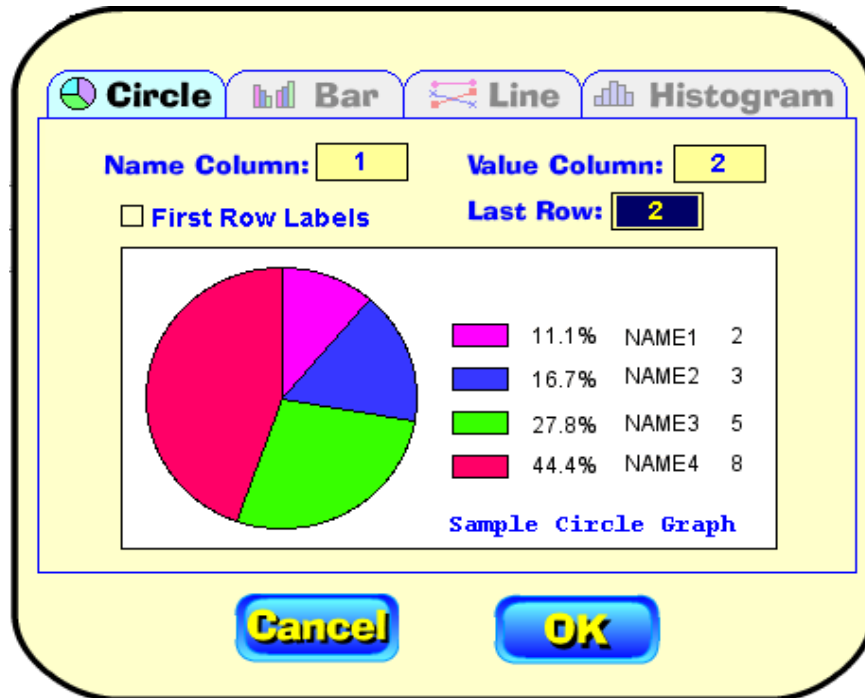 Circle Bar Line Histogram
Name Column: 1 Value Column: 2
First Row Labels Last Row: 2
11.1% NAME1 2
16.7% NAME2 3
27.8% NAME3 5
44.4% NAME4 8
Sample Circle Graph
Cancel OK